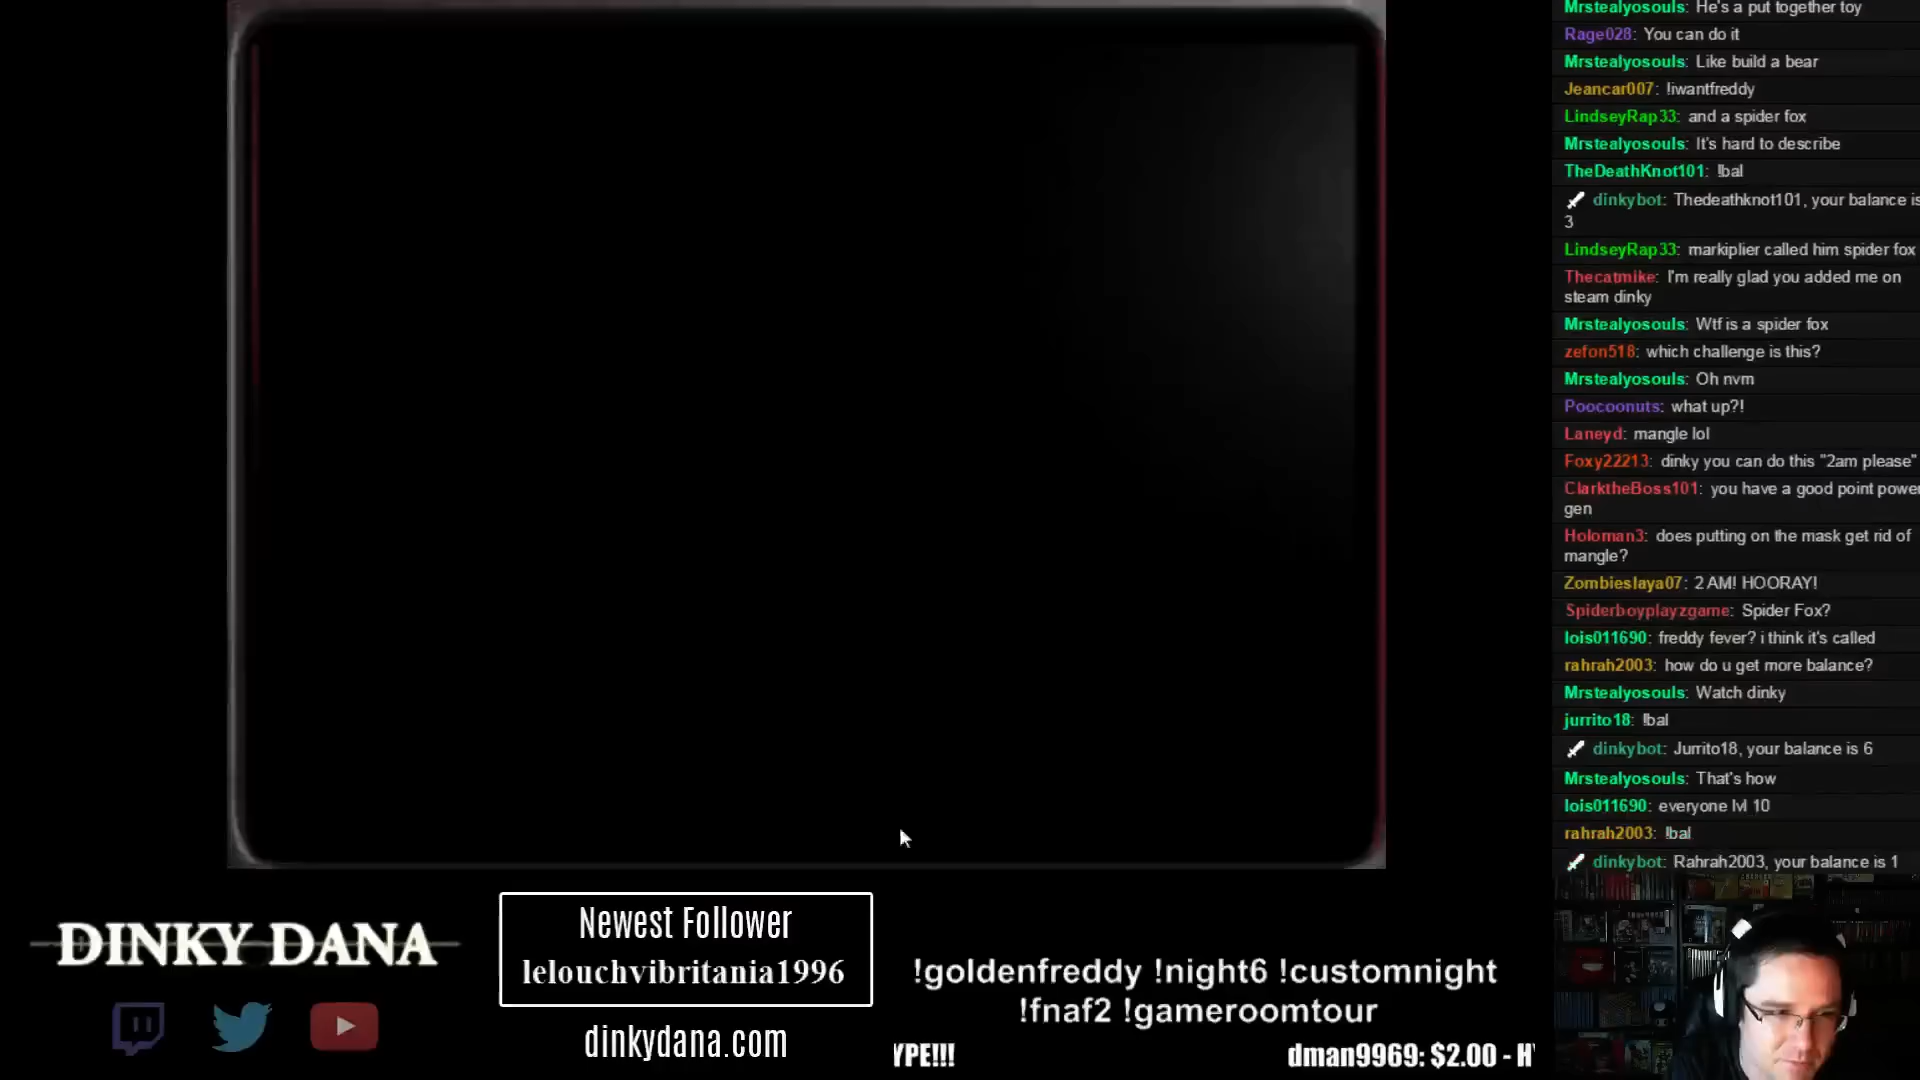 Mrstealyosouls: He's a put together toy
Rage028: You can do it
Mrstealyosouls: Like build a bear
Jeancar007: !iwantfreddy
LindseyRap33: and a spider fox
Mrstealyosouls: It's hard to describe
TheDeathKnot101: !bal
dinkybot: Thedeathknot101, your balance is
3
LindseyRap33: markiplier called him spider fox
Thecatmike: I'm really glad you added me on
steam dinky
Mrstealyosouls: Wtf is a spider fox
zefon518: which challenge is this?
Mrstealyosouls: Oh nvm
Poocoonuts: what up?!
Laneyd: mangle lol
Foxy22213: dinky you can do this "2am please"
ClarktheBoss101: you have a good point power
gen
Holoman3: does putting on the mask get rid of
mangle?
Zombieslaya07: 2 AM! HOORAY!
Spiderboyplayzgame: Spider Fox?
lois011690: freddy fever? i think it's called
rahrah2003: how do u get more balance?
Mrstealyosouls: Watch dinky
jurrito18: !bal
dinkybot: Jurrito18, your balance is 6
Mrstealyosouls: That's how
lois011690: everyone lvl 10
rahrah2003: !bal
dinkybot: Rahrah2003, your balance is 1
DINKY DANA
Newest Follower
lelouchvibritania1996
dinkydana.com
!goldenfreddy !night6 !customnight
!fnaf2 !gameroomtour
YPE!!! dman9969: $2.00 - HY